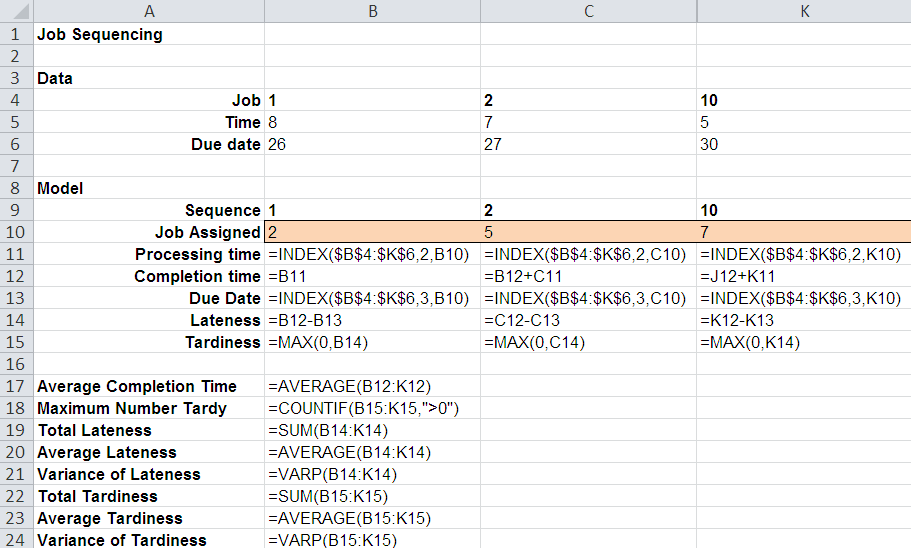 A B C K
1 Job Sequencing
2
3 Data
4 Job 1 2 10
5 Time 8 7 5
6 Due date 26 27 30
7
8 Model
9 Sequence 1 2 10
10 Job Assigned 2 5 7
11 Processing time =INDEX($B$4:$K$6,2,B10) =INDEX($B$4:$K$6,2,C10) =INDEX($B$4:$K$6,2,K10)
12 Completion time =B11 =B12+C11 =J12+K11
13 Due Date =INDEX($B$4:$K$6,3,B10) =INDEX($B$4:$K$6,3,C10) =INDEX($B$4:$K$6,3,K10)
14 Lateness =B12-B13 =C12-C13 =K12-K13
15 Tardiness =MAX(0,B14) =MAX(0,C14) =MAX(0,K14)
16
17 Average Completion Time =AVERAGE(B12:K12)
18 Maximum Number Tardy =COUNTIF(B15:K15,">0")
19 Total Lateness =SUM(B14:K14)
20 Average Lateness =AVERAGE(B14:K14)
21 Variance of Lateness =VARP(B14:K14)
22 Total Tardiness =SUM(B15:K15)
23 Average Tardiness =AVERAGE(B15:K15)
24 Variance of Tardiness =VARP(B15:K15)